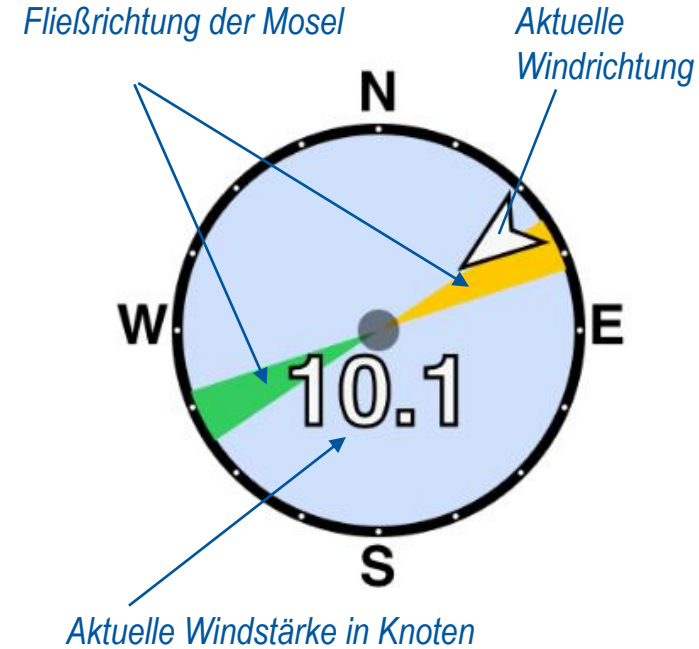 Fließrichtung der Mosel
Aktuelle
Windrichtung
N
W
E
10.1
S
Aktuelle Windstärke in Knoten